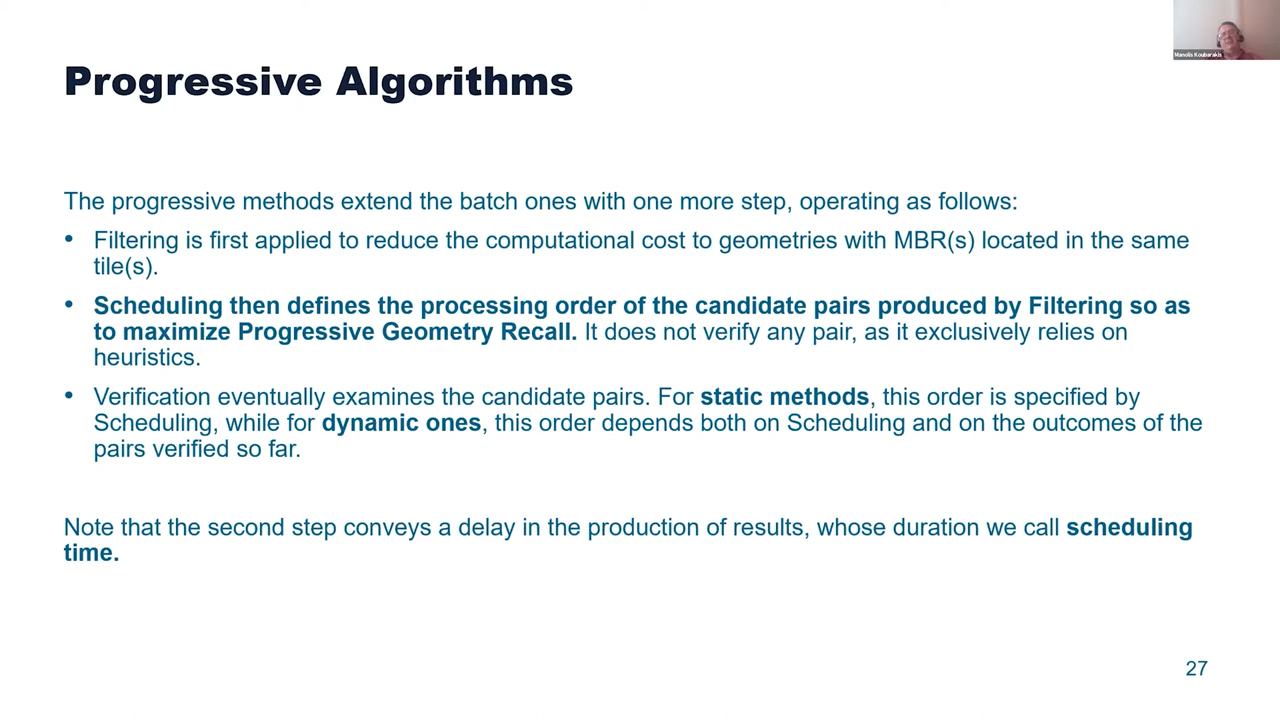 Manolis Koubarakis
Progressive Algorithms
The progressive methods extend the batch ones with one more step, operating as follows:
• Filtering is first applied to reduce the computational cost to geometries with MBR(s) located in the same
tile(s).
• Scheduling then defines the processing order of the candidate pairs produced by Filtering so as
to maximize Progressive Geometry Recall. It does not verify any pair, as it exclusively relies on
heuristics.
• Verification eventually examines the candidate pairs. For static methods, this order is specified by
Scheduling, while for dynamic ones, this order depends both on Scheduling and on the outcomes of the
pairs verified so far.
Note that the second step conveys a delay in the production of results, whose duration we call scheduling
time.
27